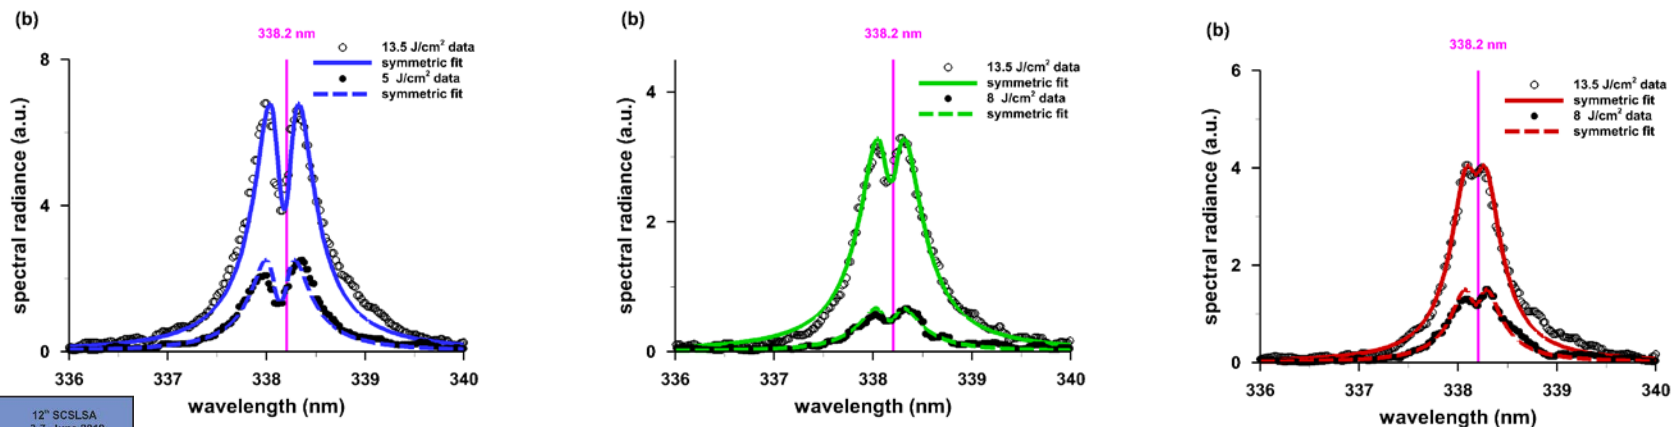 (b)
338.2 nm
13.5 J/cm² data
symmetric fit
5 J/cm² data
symmetric fit
8
4
0
spectral radiance (a.u.)
336 337 338 339 340
wavelength (nm)
12th SCSLSA
(b)
338.2 nm
13.5 J/cm² data
symmetric fit
8 J/cm² data
symmetric fit
4
2
0
spectral radiance (a.u.)
336 337 338 339 340
wavelength (nm)
(b)
338.2 nm
13.5 J/cm² data
symmetric fit
8 J/cm² data
symmetric fit
6
4
2
0
spectral radiance (a.u.)
336 337 338 339 340
wavelength (nm)